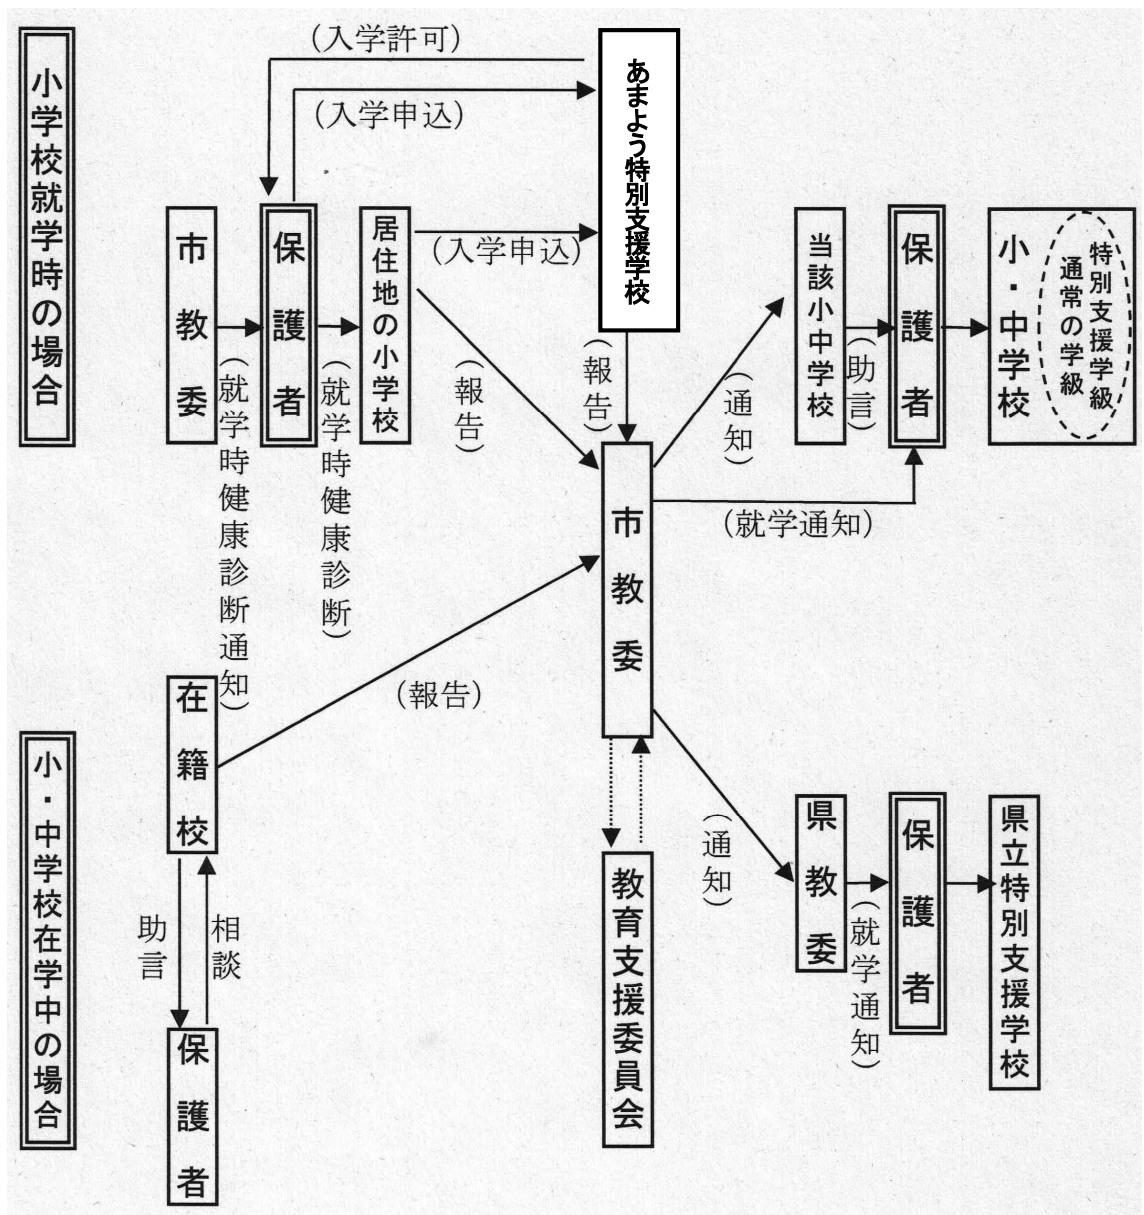 小学校就学時の場合
(入学許可)
(入学申込)
あまよう特別支援学校
市教委
(就学時健康診断通知)
保護者
(就学時健康診断)
居住地の小学校
(入学申込)
(報告)
(報告)
市教委
(通知)
当該小中学校
(助言)
保護者
小・中学校
特別支援学級
通常の学級
(就学通知)
小・中学校在学中の場合
在籍校
(報告)
助言
相談
保護者
教育支援委員会
(通知)
県教委
(就学通知)
保護者
県立特別支援学校